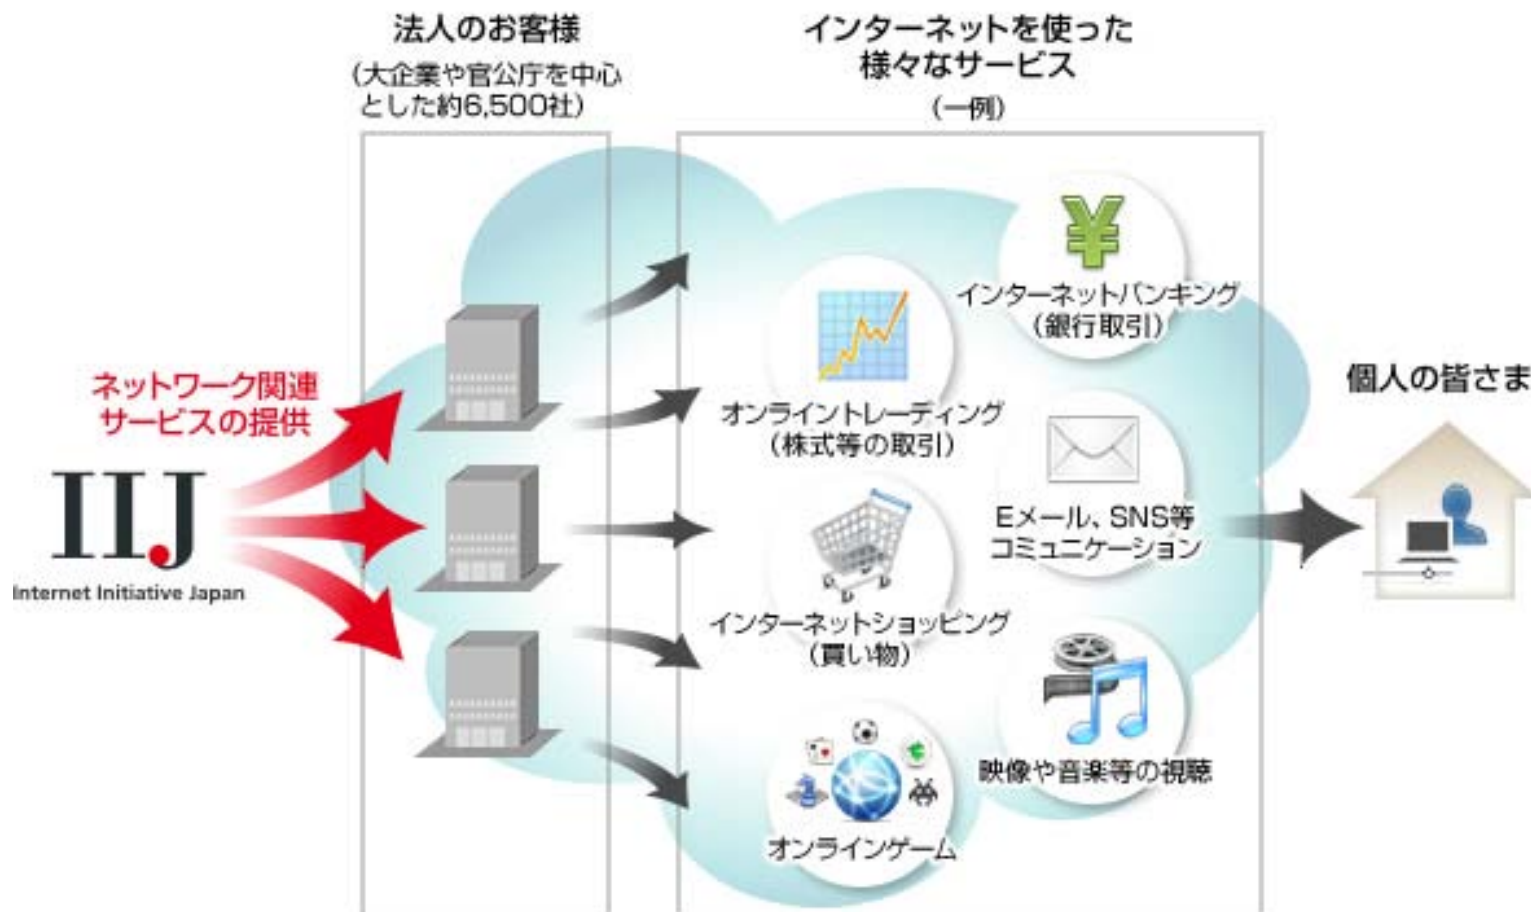 法人のお客様
（大企業や官公庁を中心
とした約6,500社）
インターネットを使った
様々なサービス
（一例）
ネットワーク関連
サービスの提供
IIJ
Internet Initiative Japan
インターネットバンキング
（銀行取引）
オンライントレーディング
（株式等の取引）
Eメール、SNS等
コミュニケーション
インターネットショッピング
（買い物）
映像や音楽等の視聴
オンラインゲーム
個人の皆さま